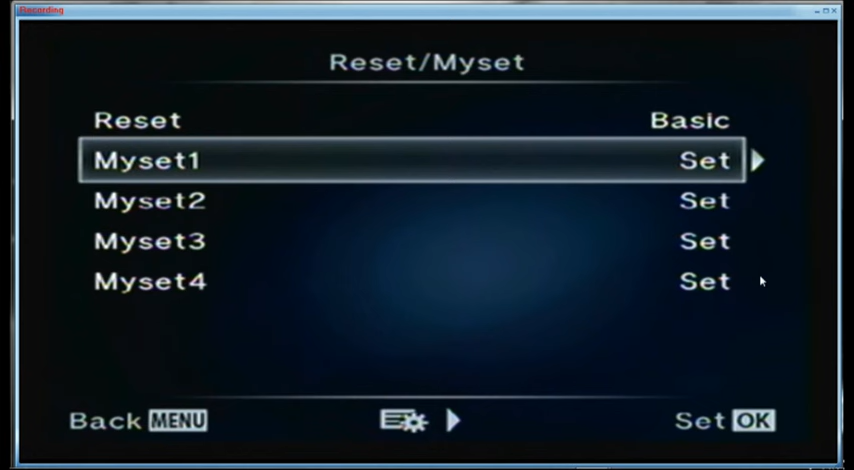 Recording
Reset/Myset
Reset Basic
Myset1 Set
Myset2 Set
Myset3 Set
Myset4 Set
Back MENU Set OK